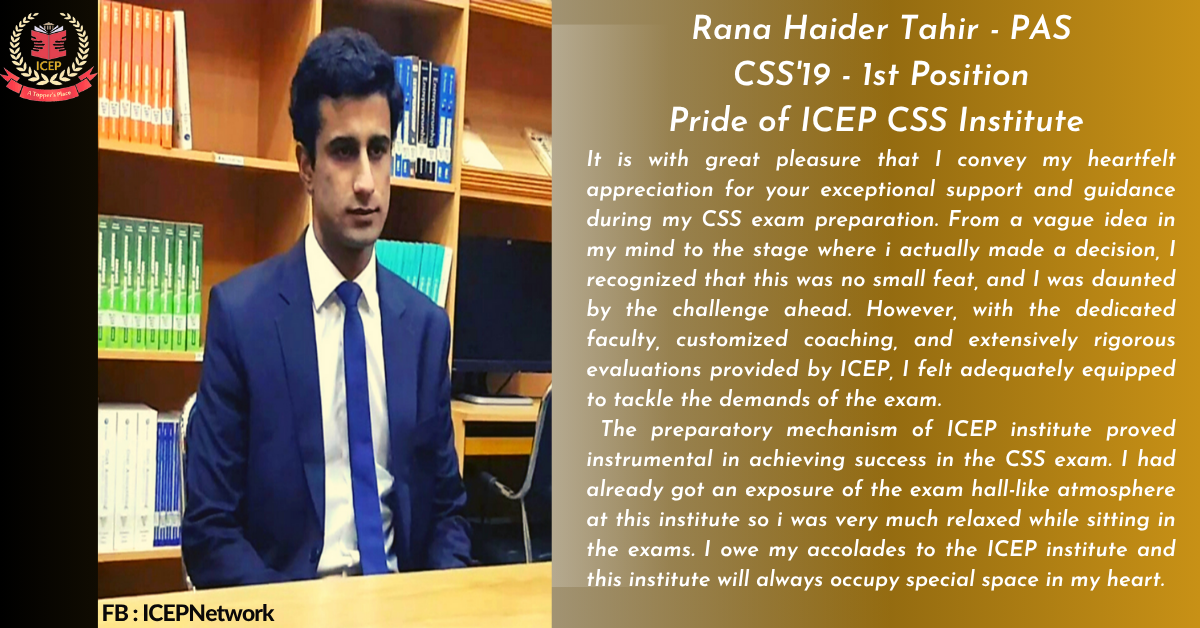 ICEP
A Topper's Place
Rana Haider Tahir - PAS
CSS'19 - 1st Position
Pride of ICEP CSS Institute
It is with great pleasure that I convey my heartfelt
appreciation for your exceptional support and guidance
during my CSS exam preparation. From a vague idea in
my mind to the stage where i actually made a decision, I
recognized that this was no small feat, and I was daunted
by the challenge ahead. However, with the dedicated
faculty, customized coaching, and extensively rigorous
evaluations provided by ICEP, I felt adequately equipped
to tackle the demands of the exam.
The preparatory mechanism of ICEP institute proved
instrumental in achieving success in the CSS exam. I had
already got an exposure of the exam hall-like atmosphere
at this institute so i was very much relaxed while sitting in
the exams. I owe my accolades to the ICEP institute and
this institute will always occupy special space in my heart.
FB : ICEPNetwork